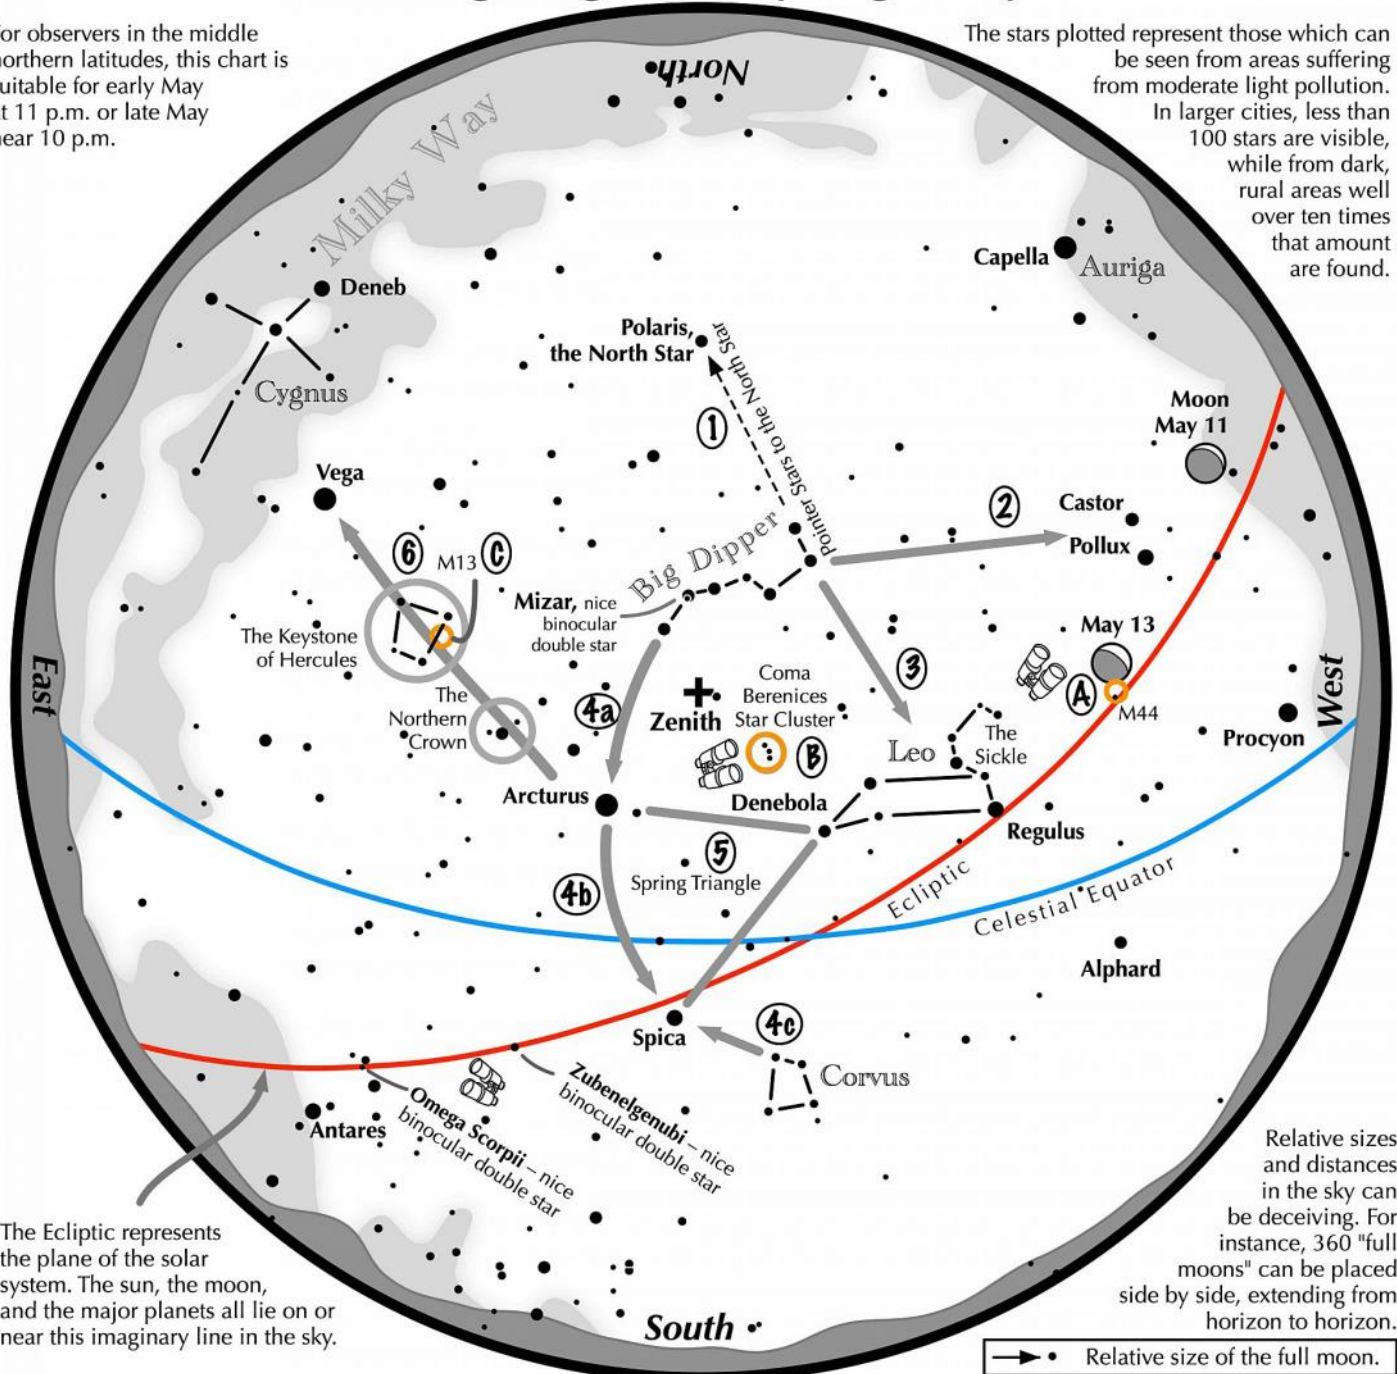 or observers in the middle
northern latitudes, this chart is
uitable for early May
t 11 p.m. or late May
near 10 p.m.
The stars plotted represent those which can
be seen from areas suffering
from moderate light pollution.
In larger cities, less than
100 stars are visible,
while from dark,
rural areas well
over ten times
that amount
are found.
North
Milky Way
Capella
Auriga
Deneb
Cygnus
Polaris,
the North Star
Pointer Stars to the North Star
1
Moon
May 11
Vega
2
Castor
Pollux
6
M13
C
Big Dipper
Mizar, nice
binocular
double star
The Keystone
of Hercules
May 13
3
A
M44
East
West
The
Northern
Crown
4a
Zenith
Coma
Berenices
Star Cluster
B
Leo
The
Sickle
Procyon
Arcturus
Denebola
Regulus
5
Spring Triangle
4b
Ecliptic
Celestial Equator
Alphard
Spica
4c
Corvus
Antares
Omega Scorpii – nice
binocular double star
Zubenelgenubi – nice
binocular double star
The Ecliptic represents
the plane of the solar
system. The sun, the moon,
and the major planets all lie on or
near this imaginary line in the sky.
South
Relative sizes
and distances
in the sky can
be deceiving. For
instance, 360 "full
moons" can be placed
side by side, extending from
horizon to horizon.
Relative size of the full moon.